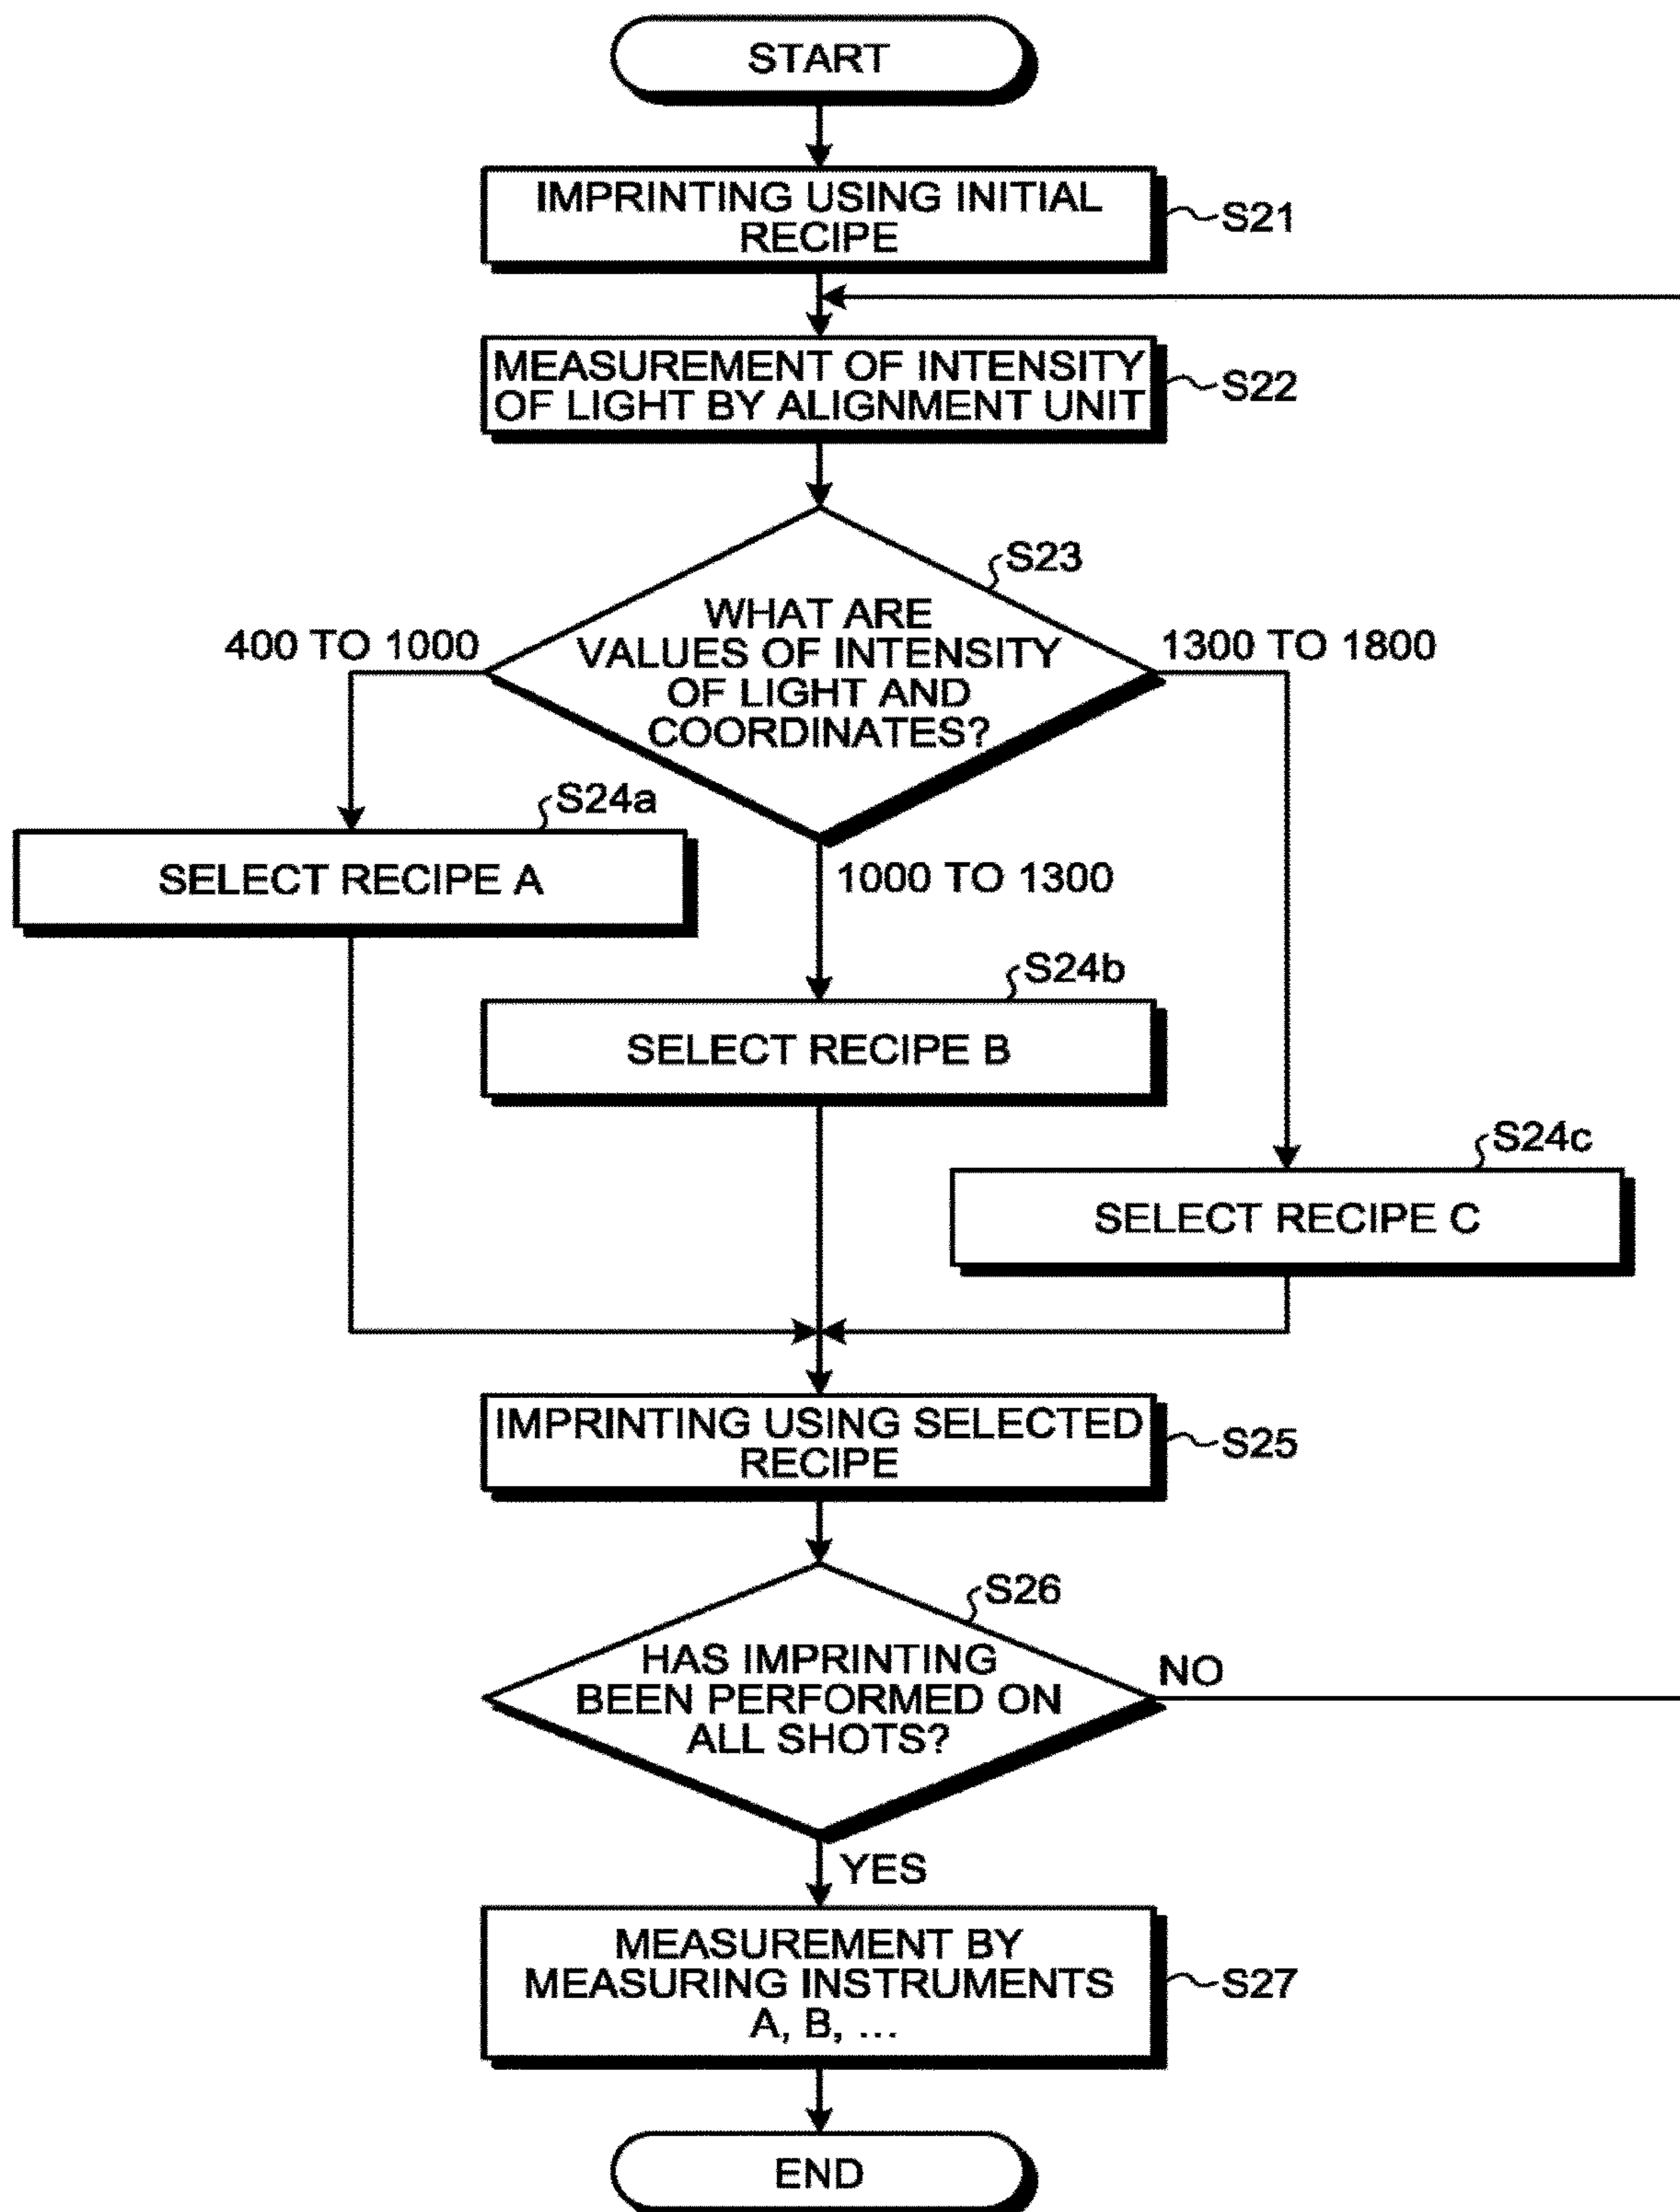 START
IMPRINTING USING INITIAL
RECIPE
S21
MEASUREMENT OF INTENSITY
OF LIGHT BY ALIGNMENT UNIT
S22
S23
WHAT ARE
VALUES OF INTENSITY
OF LIGHT AND
COORDINATES?
400 TO 1000
1300 TO 1800
S24a
SELECT RECIPE A
1000 TO 1300
S24b
SELECT RECIPE B
S24c
SELECT RECIPE C
IMPRINTING USING SELECTED
RECIPE
S25
S26
HAS IMPRINTING
BEEN PERFORMED ON
ALL SHOTS?
NO
YES
MEASUREMENT BY
MEASURING INSTRUMENTS
A, B, ...
S27
END